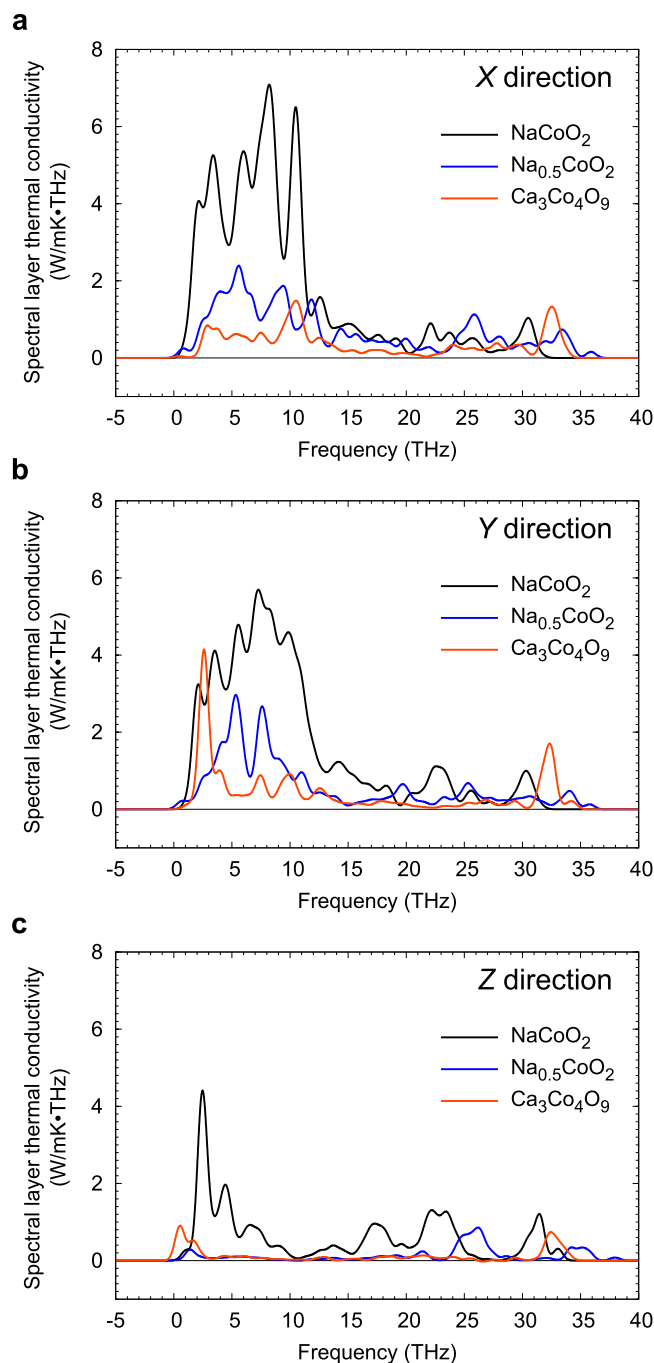 a
X direction
NaCoO2
Na0.5CoO2
Ca3Co4O9
Spectral layer thermal conductivity
(W/mK•THz)
8
6
4
2
0
-5 0 5 10 15 20 25 30 35 40
Frequency (THz)
b
Y direction
NaCoO2
Na0.5CoO2
Ca3Co4O9
Spectral layer thermal conductivity
(W/mK•THz)
8
6
4
2
0
-5 0 5 10 15 20 25 30 35 40
Frequency (THz)
c
Z direction
NaCoO2
Na0.5CoO2
Ca3Co4O9
Spectral layer thermal conductivity
(W/mK•THz)
8
6
4
2
0
-5 0 5 10 15 20 25 30 35 40
Frequency (THz)